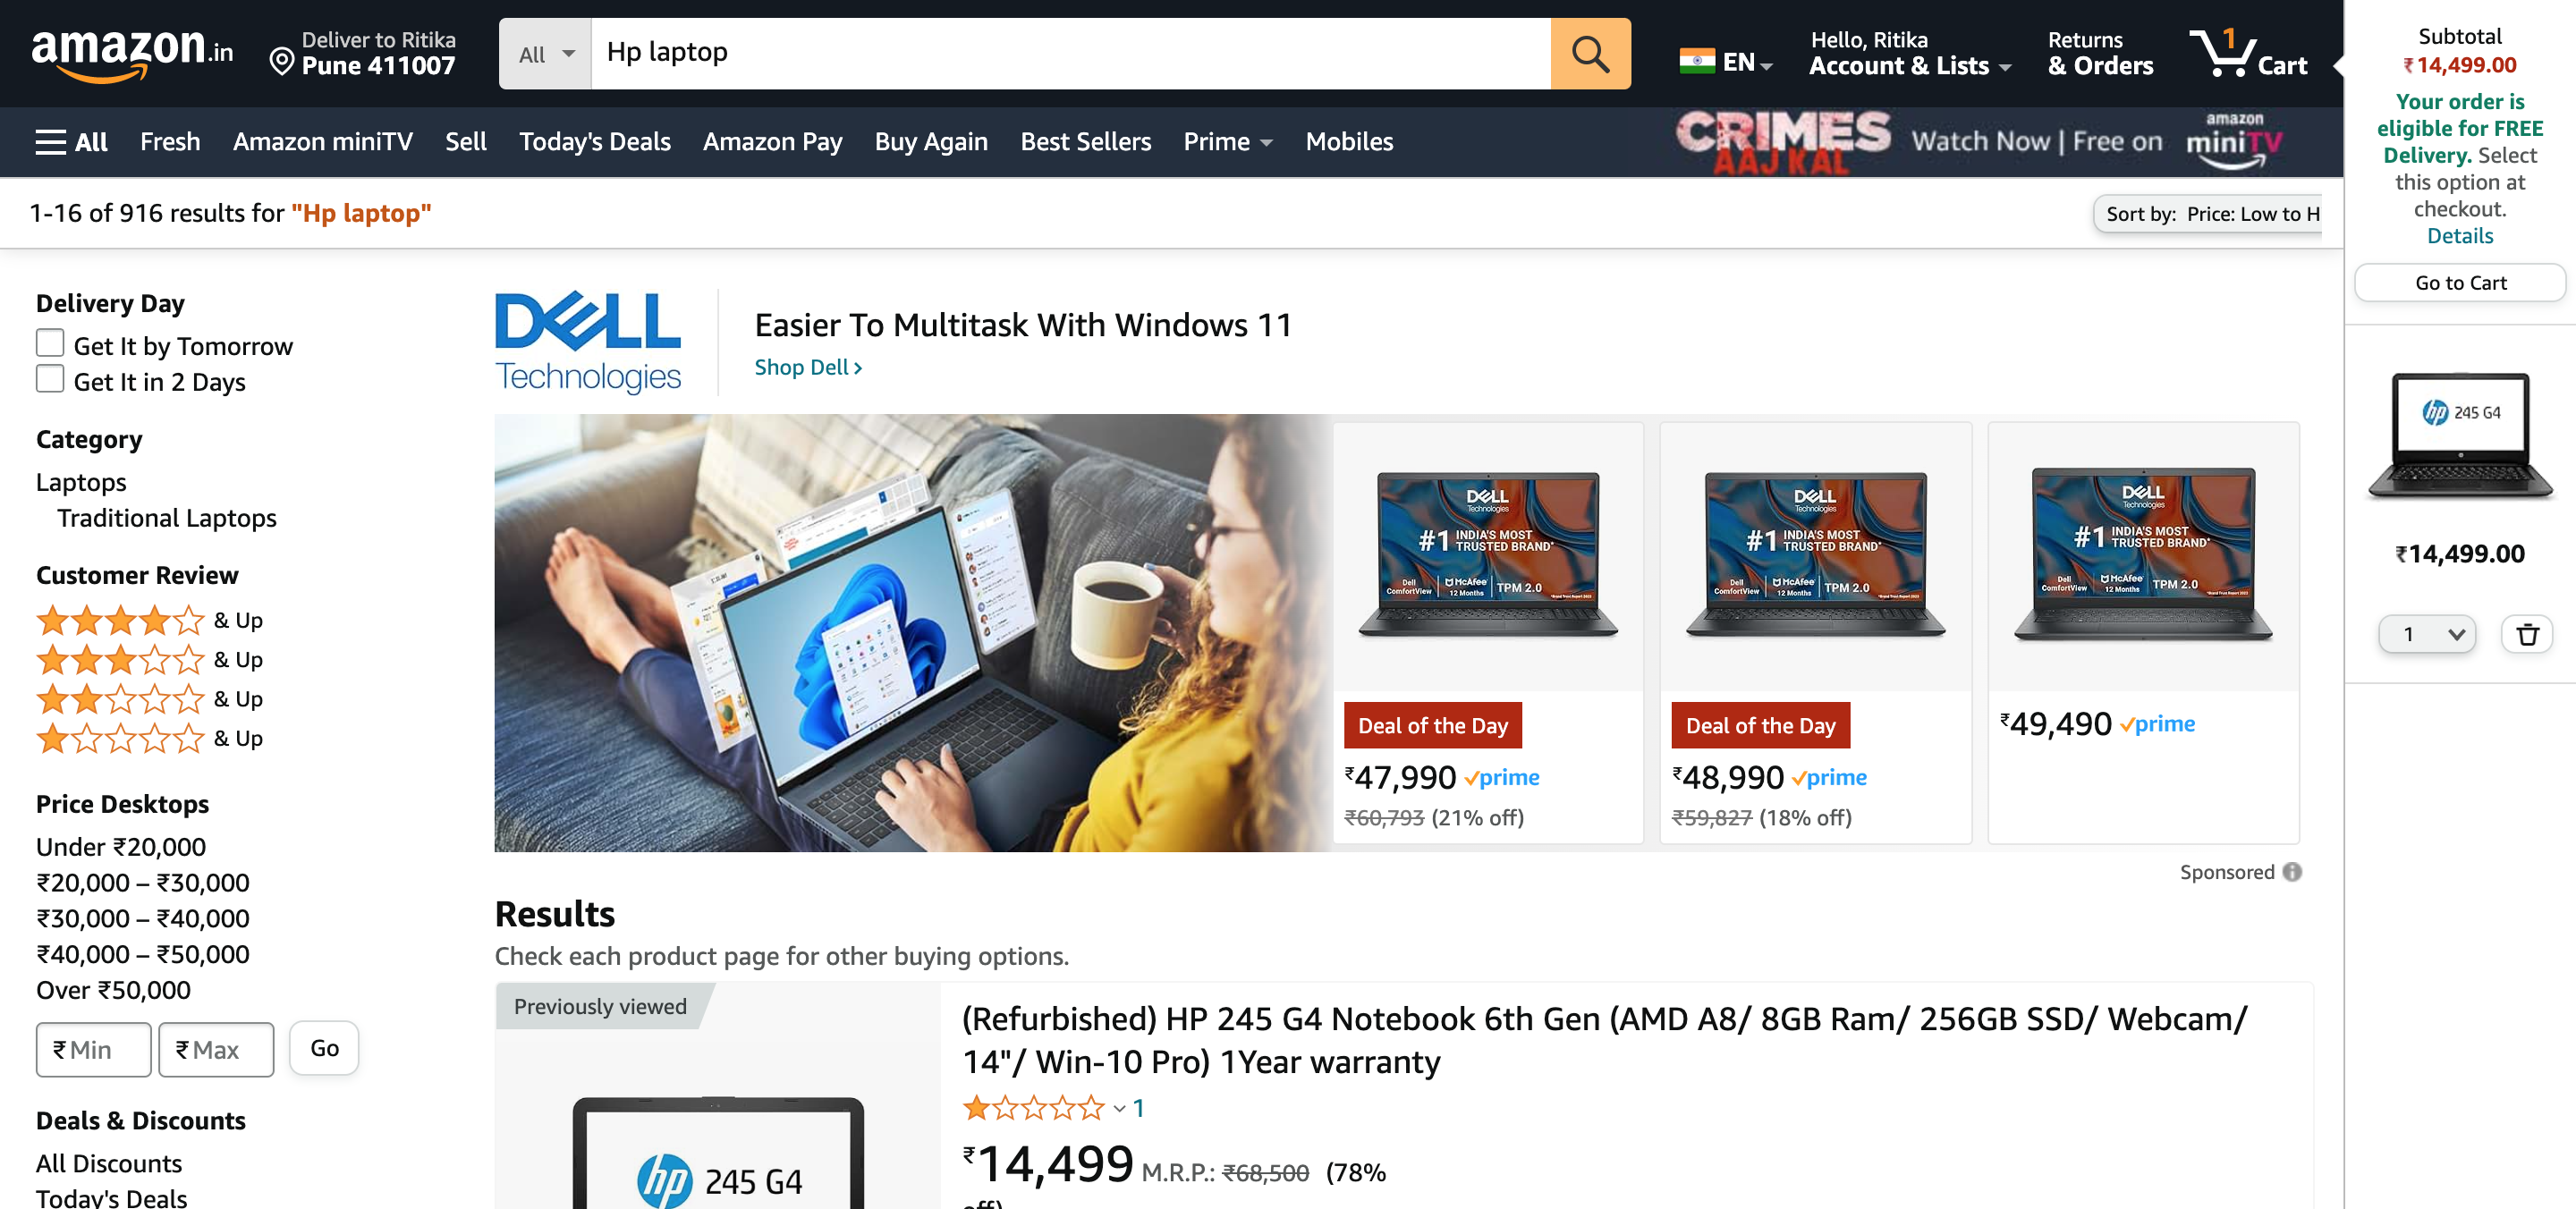 amazon.in
Deliver to Ritika
Pune 411007
All
Hp laptop
EN
Hello, Ritika
Account & Lists
Returns
& Orders
1
Cart
All
Fresh
Amazon miniTV
Sell
Today's Deals
Amazon Pay
Buy Again
Best Sellers
Prime
Mobiles
CRIMES
AAJ KAL
Watch Now | Free on
amazon
miniTV
1-16 of 916 results for "Hp laptop"
Sort by: Price: Low to H
Subtotal
₹14,499.00
Your order is
eligible for FREE
Delivery. Select
this option at
checkout.
Details
Go to Cart
hp 245 G4
₹14,499.00
1
Delivery Day
Get It by Tomorrow
Get It in 2 Days
Category
Laptops
Traditional Laptops
Customer Review
& Up
& Up
& Up
& Up
Price Desktops
Under ₹20,000
₹20,000 – ₹30,000
₹30,000 – ₹40,000
₹40,000 – ₹50,000
Over ₹50,000
₹ Min
₹ Max
Go
Deals & Discounts
All Discounts
Today's Deals
DELL
Technologies
Easier To Multitask With Windows 11
Shop Dell ›
DELL
Technologies
#1 INDIA'S MOST
TRUSTED BRAND*
Dell
ComfortView
McAfee
12 Months
TPM 2.0
Deal of the Day
₹47,990 prime
₹60,793 (21% off)
DELL
Technologies
#1 INDIA'S MOST
TRUSTED BRAND*
Dell
ComfortView
McAfee
12 Months
TPM 2.0
Deal of the Day
₹48,990 prime
₹59,827 (18% off)
DELL
Technologies
#1 INDIA'S MOST
TRUSTED BRAND*
Dell
ComfortView
McAfee
12 Months
TPM 2.0
₹49,490 prime
Sponsored
Results
Check each product page for other buying options.
Previously viewed
hp 245 G4
(Refurbished) HP 245 G4 Notebook 6th Gen (AMD A8/ 8GB Ram/ 256GB SSD/ Webcam/
14"/ Win-10 Pro) 1Year warranty
1
₹14,499 M.R.P.: ₹68,500 (78%
off)